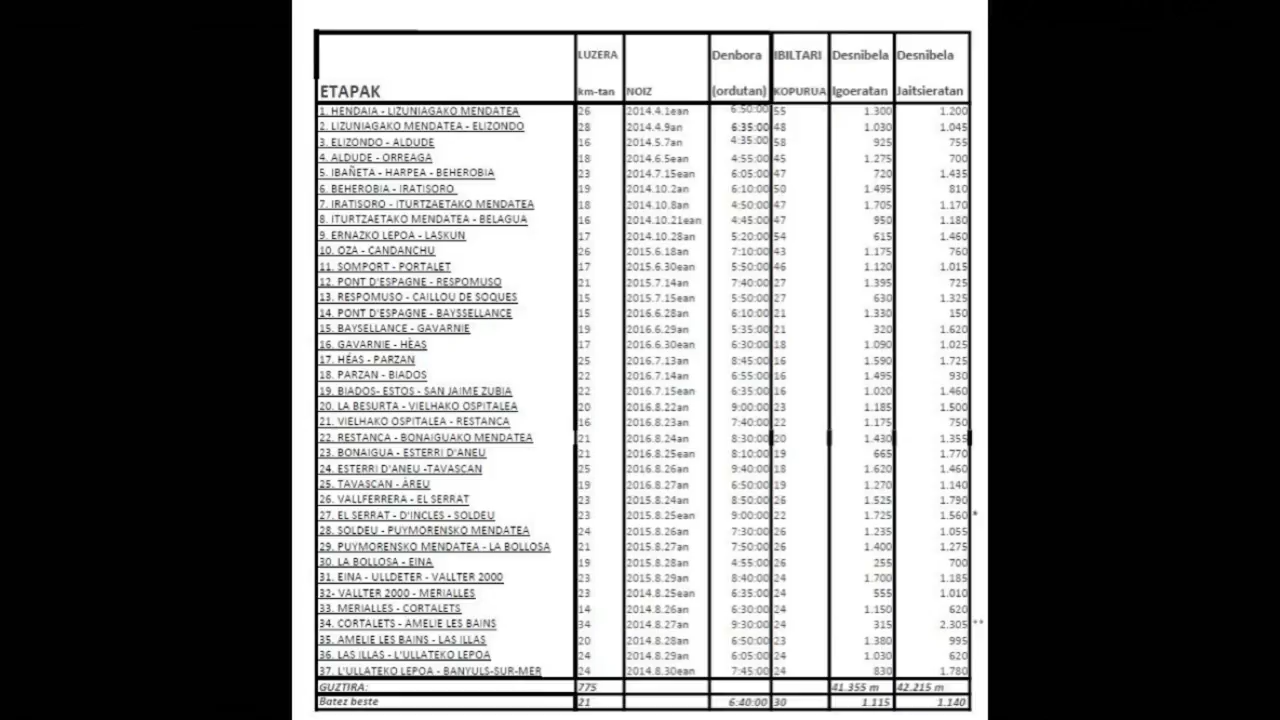 LUZERA Denbora IBILTARI Desnibela Desnibela
ETAPAK km-tan NOIZ (ordutan) KOPURUA Igoeratan Jaitsieratan
1. HENDAIA - LIZUNIAGAKO MENDATEA 26 2014.4.1ean 6:50:00 55 1.300 1.200
2. LIZUNIAGAKO MENDATEA - ELIZONDO 28 2014.4.9an 6:35:00 48 1.030 1.045
3. ELIZONDO - ALDUDE 16 2014.5.7an 4:35:00 58 925 755
4. ALDUDE - ORREAGA 18 2014.6.5ean 4:55:00 45 1.275 700
5. IBAÑETA - HARPEA - BEHEROBIA 23 2014.7.15ean 6:05:00 47 720 1.435
6. BEHEROBIA - IRATISORO 19 2014.10.2an 6:10:00 50 1.495 810
7. IRATISORO - ITURTZAETAKO MENDATEA 18 2014.10.8an 4:50:00 47 1.705 1.170
8. ITURTZAETAKO MENDATEA - BELAGUA 16 2014.10.21ean 4:45:00 47 950 1.180
9. ERNAZKO LEPOA - LASKUN 17 2014.10.28an 5:20:00 54 615 1.460
10. OZA - CANDANCHU 26 2015.6.18an 7:10:00 43 1.175 760
11. SOMPORT - PORTALET 17 2015.6.30ean 5:50:00 46 1.120 1.015
12. PONT D'ESPAGNE - RESPOMUSO 21 2015.7.14an 7:40:00 27 1.395 725
13. RESPOMUSO - CAILLOU DE SOQUES 15 2015.7.15ean 5:50:00 27 630 1.325
14. PONT D'ESPAGNE - BAYSSELLANCE 15 2016.6.28an 6:10:00 21 1.330 150
15. BAYSELLANCE - GAVARNIE 19 2016.6.29an 5:35:00 21 320 1.620
16. GAVARNIE - HÈAS 17 2016.6.30ean 6:30:00 18 1.090 1.025
17. HÉAS - PARZAN 25 2016.7.13an 8:45:00 16 1.590 1.725
18. PARZAN - BIADOS 22 2016.7.14an 6:55:00 16 1.495 930
19. BIADOS- ESTOS - SAN JAIME ZUBIA 22 2016.7.15ean 6:35:00 16 1.020 1.460
20. LA BESURTA - VIELHAKO OSPITALEA 20 2016.8.22an 9:00:00 23 1.185 1.500
21. VIELHAKO OSPITALEA - RESTANCA 16 2016.8.23an 7:40:00 22 1.175 750
22. RESTANCA - BONAIGUAKO MENDATEA 21 2016.8.24an 8:30:00 20 1.430 1.355
23. BONAIGUA - ESTERRI D'ANEU 21 2016.8.25ean 8:10:00 19 665 1.770
24. ESTERRI D'ANEU -TAVASCAN 25 2016.8.26an 9:40:00 18 1.620 1.460
25. TAVASCAN - ÀREU 19 2016.8.27an 6:50:00 19 1.270 1.140
26. VALLFERRERA - EL SERRAT 23 2015.8.24an 8:50:00 26 1.525 1.790
27. EL SERRAT - D'INCLES - SOLDEU 23 2015.8.25ean 9:00:00 22 1.725 1.560 *
28. SOLDEU - PUYMORENSKO MENDATEA 24 2015.8.26an 7:30:00 26 1.235 1.055
29. PUYMORENSKO MENDATEA - LA BOLLOSA 21 2015.8.27an 7:50:00 26 1.400 1.275
30. LA BOLLOSA - EINA 19 2015.8.28an 4:55:00 26 255 700
31. EINA - ULLDETER - VALLTER 2000 23 2015.8.29an 8:40:00 24 1.700 1.185
32- VALLTER 2000 - MERIALLES 23 2014.8.25ean 6:35:00 24 555 1.010
33. MERIALLES - CORTALETS 14 2014.8.26an 6:30:00 24 1.150 620
34. CORTALETS - AMELIE LES BAINS 34 2014.8.27an 9:30:00 24 315 2.305 **
35. AMELIE LES BAINS - LAS ILLAS 20 2014.8.28an 6:50:00 23 1.380 995
36. LAS ILLAS - L'ULLATEKO LEPOA 24 2014.8.29an 6:05:00 24 1.030 620
37. L'ULLATEKO LEPOA - BANYULS-SUR-MER 24 2014.8.30ean 7:45:00 24 830 1.780
GUZTIRA: 775 41.355 m 42.215 m
Batez beste 21 6:40:00 30 1.115 1.140